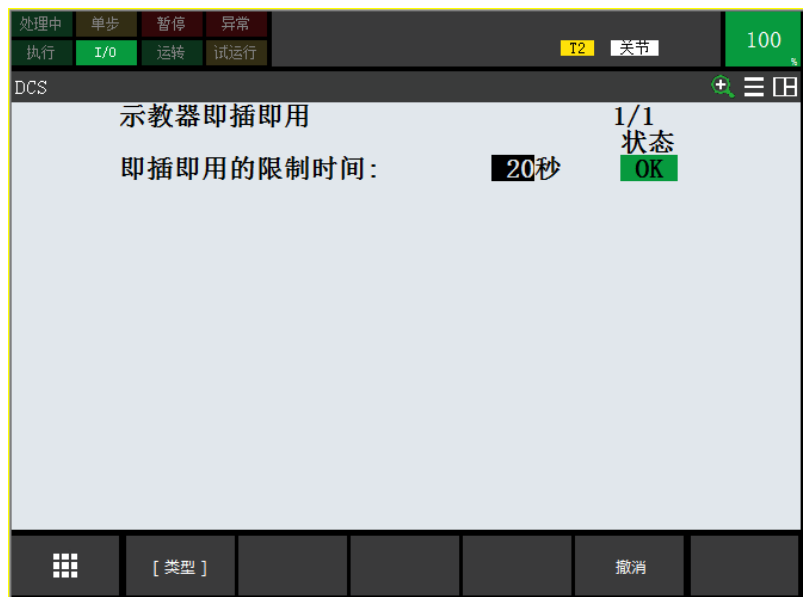 处理中 单步 暂停 异常
执行 I/O 运转 试运行 T2 关节 100 %
DCS
示教器即插即用 1/1
状态
即插即用的限制时间: 20秒 OK
[ 类型 ] 撤消